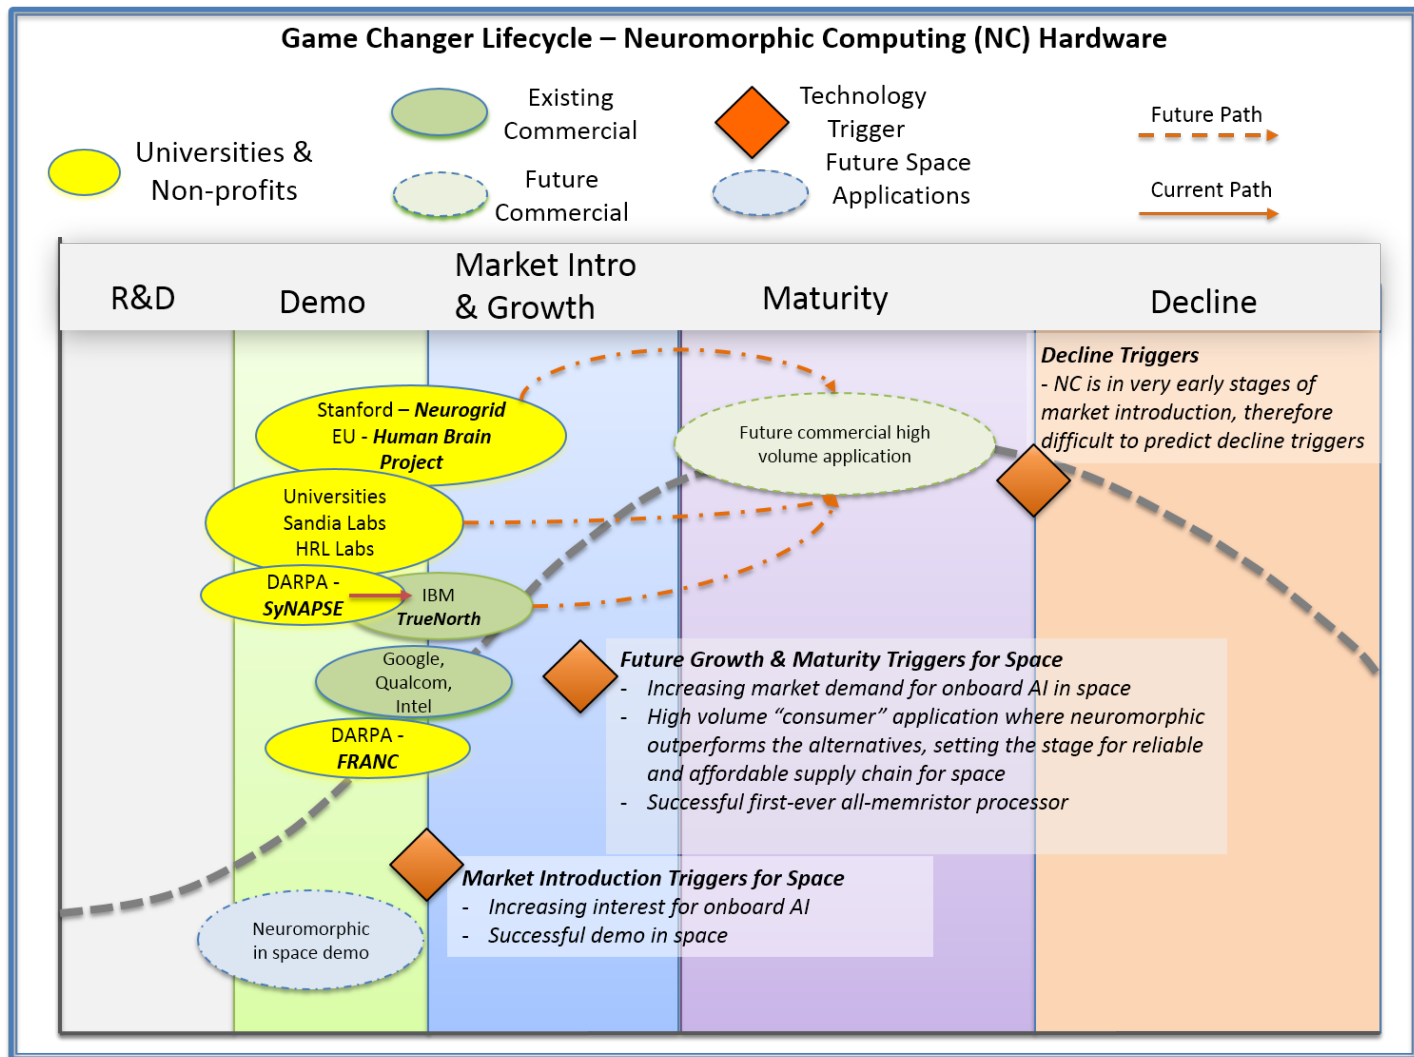 Game Changer Lifecycle – Neuromorphic Computing (NC) Hardware
Universities &
Non-profits
Existing
Commercial
Future
Commercial
Technology
Trigger
Future Space
Applications
Future Path
Current Path
R&D
Demo
Market Intro
& Growth
Maturity
Decline
Decline Triggers
- NC is in very early stages of
market introduction, therefore
difficult to predict decline triggers
Stanford – Neurogrid
EU - Human Brain
Project
Future commercial high
volume application
Universities
Sandia Labs
HRL Labs
DARPA -
SyNAPSE
IBM
TrueNorth
Google,
Qualcom,
Intel
DARPA -
FRANC
Future Growth & Maturity Triggers for Space
- Increasing market demand for onboard AI in space
- High volume “consumer” application where neuromorphic
outperforms the alternatives, setting the stage for reliable
and affordable supply chain for space
- Successful first-ever all-memristor processor
Market Introduction Triggers for Space
- Increasing interest for onboard AI
- Successful demo in space
Neuromorphic
in space demo